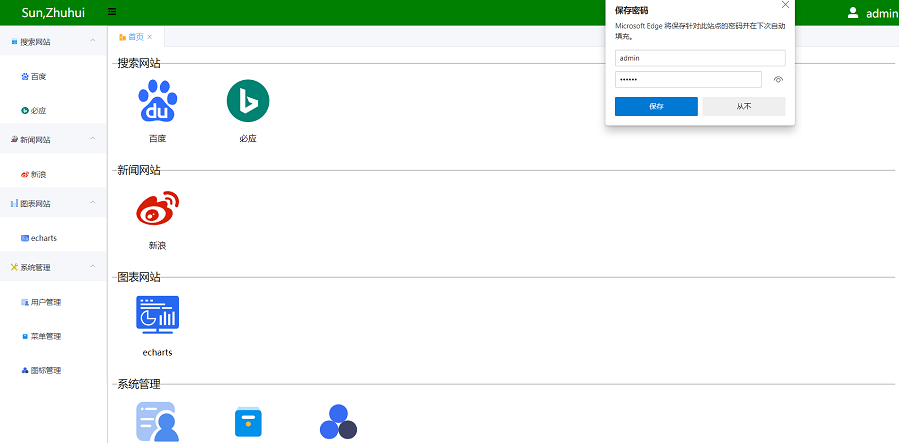 Sun,Zhuhui
admin
搜索网站
百度
必应
新闻网站
新浪
图表网站
echarts
系统管理
用户管理
菜单管理
图标管理
首页
搜索网站
百度
必应
新闻网站
新浪
图表网站
echarts
系统管理
保存密码
Microsoft Edge 将保存针对此站点的密码并在下次自动
填充。
admin
••••••
保存
从不